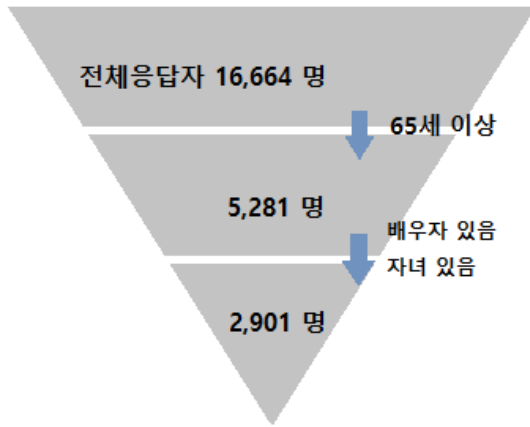 전체응답자 16,664 명
65세 이상
5,281 명
배우자 있음
자녀 있음
2,901 명